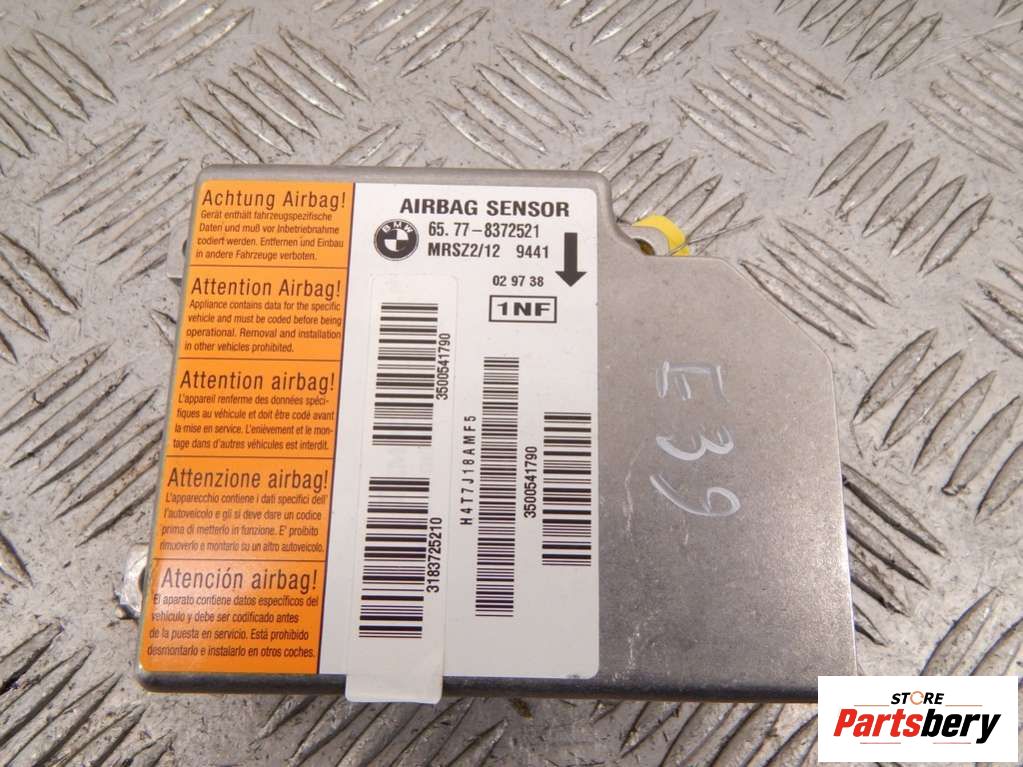 Achtung Airbag!
Gerät enthält fahrzeugspezifische
Daten und muß vor Inbetriebnahme
codiert werden. Entfernen und Einbau
in andere Fahrzeuge verboten.
Attention Airbag!
Appliance contains data for the specific
vehicle and must be coded before being
operational. Removal and installation
in other vehicles prohibited.
Attention airbag!
L'appareil renferme des données spéci-
fiques au véhicule et doit être codé avant
la mise en service. L'enièvement et le mon-
tage dans d'autres véhicules est interdit.
Attenzione airbag!
L'apparecchio contiene i dati specifici dell'
l'autoveicolo e gli si deve dare un codice
prima di metterlo in funzione. E' proibito
rimuoverlo e montarlo su un altro autoveicolo.
Atención airbag!
El aparato contiene datos específicos del
vehículo y debe ser codificado antes
de la puesta en servicio. Está prohibido
desmontarlo e instalarlo en otros coches.
AIRBAG SENSOR
BMW
65.77-8372521
MRSZ2/12 9441
02 97 38
1NF
3500541790
3183725210
H4T7J18AMF5
3500541790
E39
STORE
Partsbery